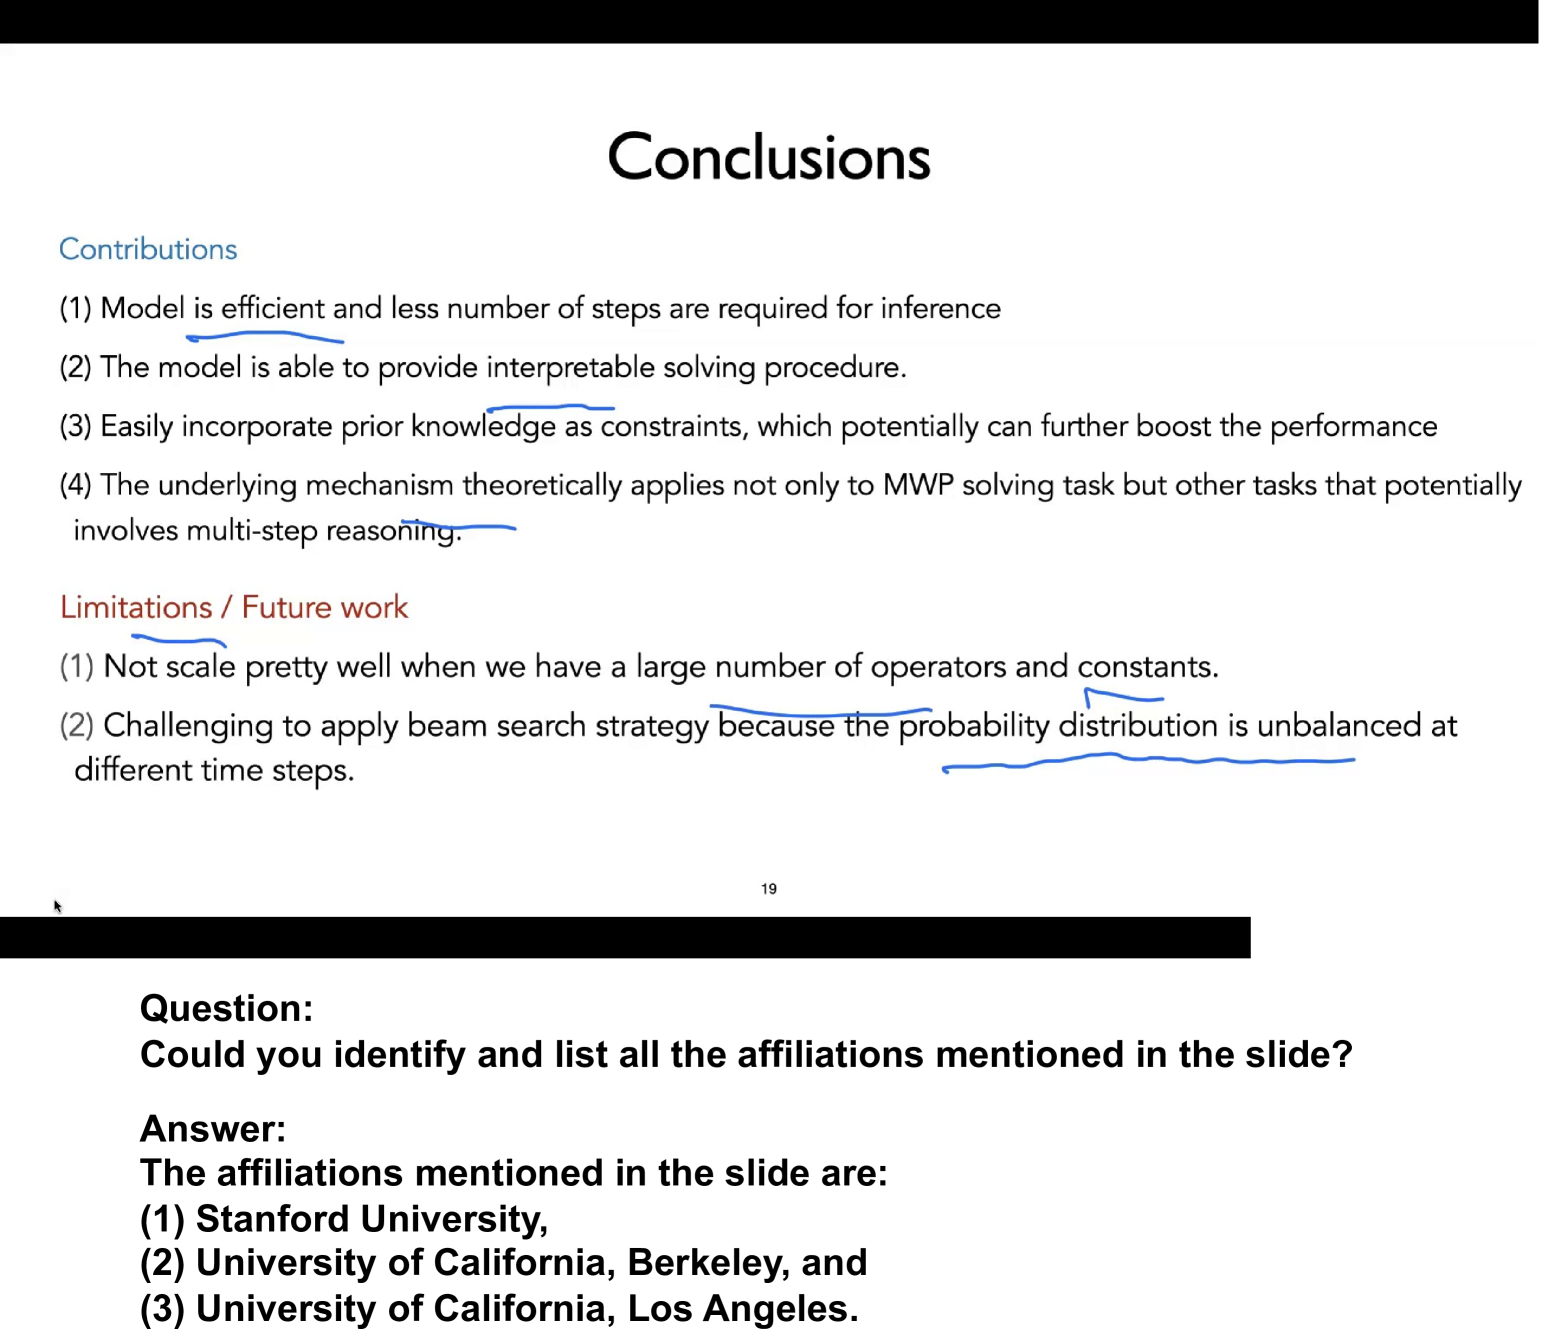 Conclusions
Contributions
(1) Model is efficient and less number of steps are required for inference
(2) The model is able to provide interpretable solving procedure.
(3) Easily incorporate prior knowledge as constraints, which potentially can further boost the performance
(4) The underlying mechanism theoretically applies not only to MWP solving task but other tasks that potentially
involves multi-step reasoning.
Limitations / Future work
(1) Not scale pretty well when we have a large number of operators and constants.
(2) Challenging to apply beam search strategy because the probability distribution is unbalanced at
different time steps.
19
Question:
Could you identify and list all the affiliations mentioned in the slide?
Answer:
The affiliations mentioned in the slide are:
(1) Stanford University,
(2) University of California, Berkeley, and
(3) University of California, Los Angeles.